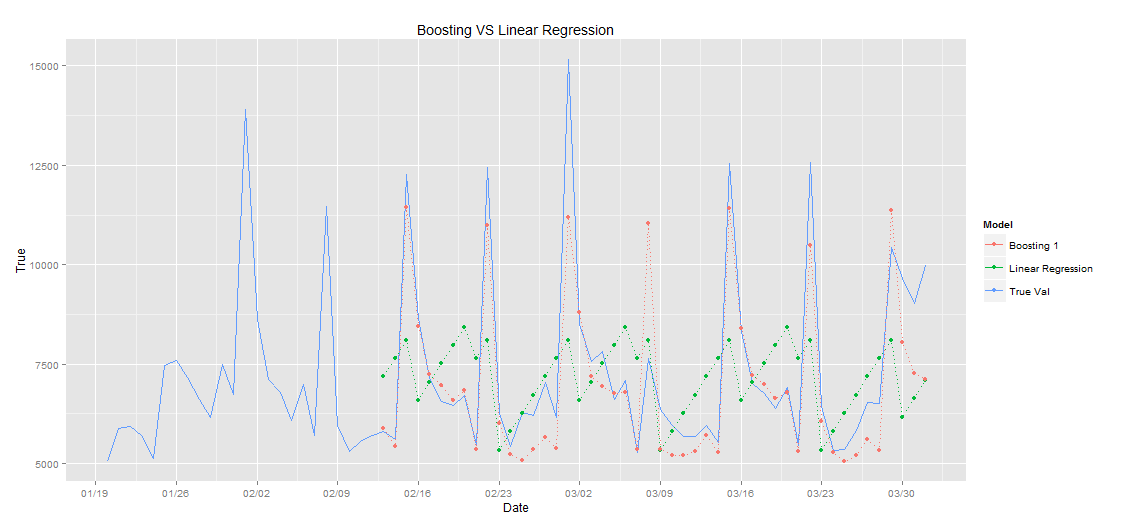 Boosting VS Linear Regression
15000
12500
10000
7500
5000
True
01/19 01/26 02/02 02/09 02/16 02/23 03/02 03/09 03/16 03/23 03/30
Date
Model
Boosting 1
Linear Regression
True Val